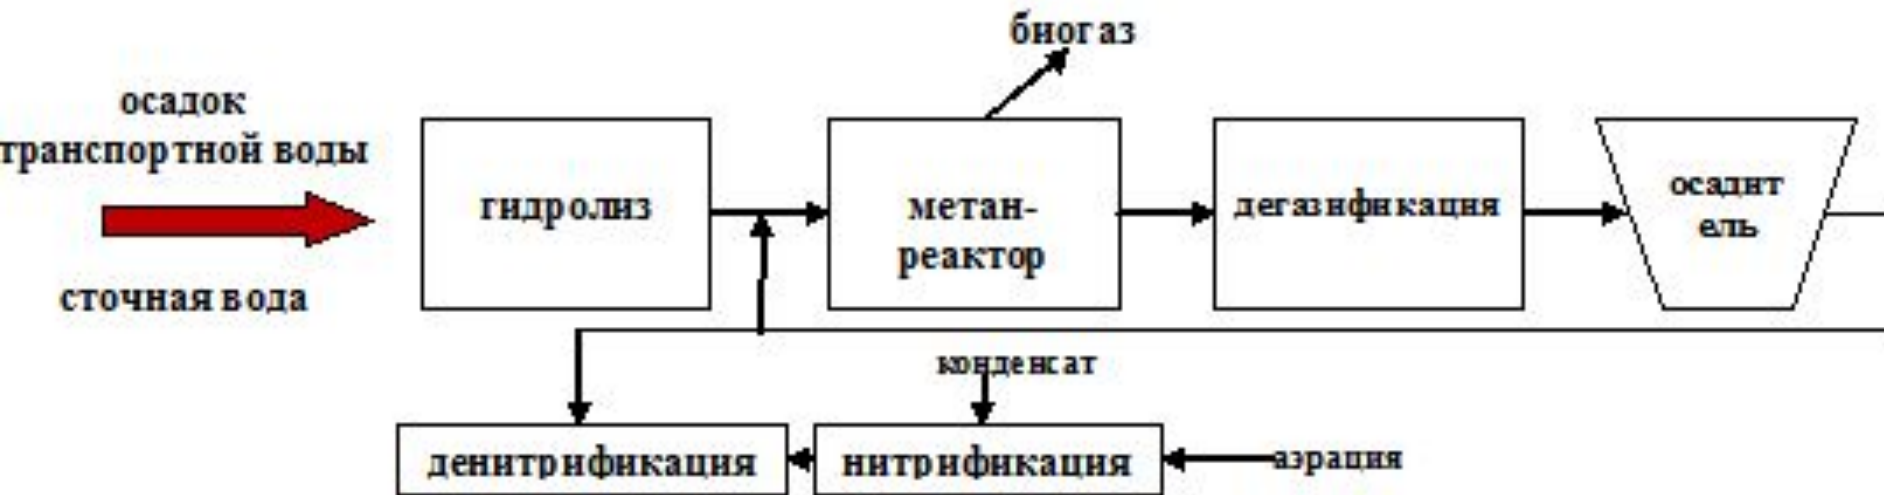 биогаз
осадок
транспортной воды
сточная вода
гидролиз
метан-
реактор
дегазификация
осадит
ель
конденсат
денитрификация
нитрификация
аэрация